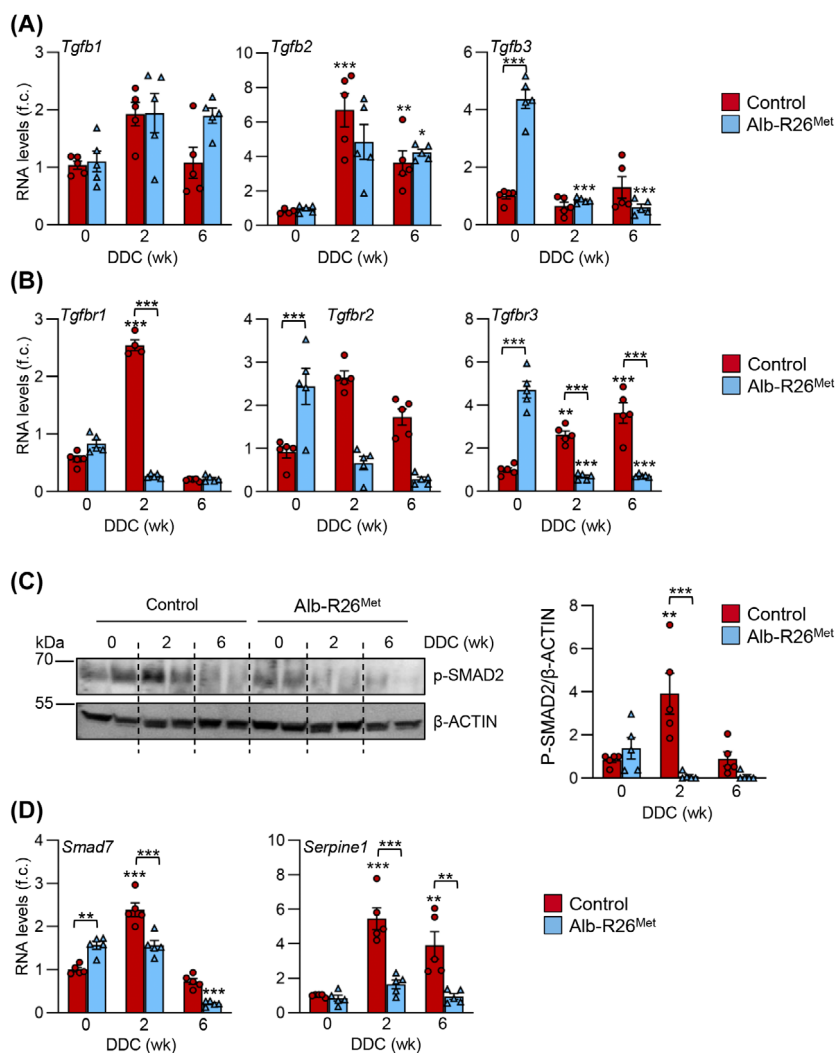 (A)
Tgfb1
RNA levels (f.c.)
3
2
1
0
0 2 6
DDC (wk)
Tgfb2
10
8
6
4
2
0
***
**
*
0 2 6
DDC (wk)
Tgfb3
6
4
2
0
***
***
***
0 2 6
DDC (wk)
Control
Alb-R26Met
(B)
Tgfbr1
RNA levels (f.c.)
3
2
1
0
***
***
0 2 6
DDC (wk)
Tgfbr2
4
3
2
1
0
***
0 2 6
DDC (wk)
Tgfbr3
8
6
4
2
0
***
***
**
***
***
***
***
0 2 6
DDC (wk)
Control
Alb-R26Met
(C)
Control Alb-R26Met
kDa 0 2 6 0 2 6 DDC (wk)
70
p-SMAD2
55
β-ACTIN
P-SMAD2/β-ACTIN
8
6
4
2
0
***
**
0 2 6
DDC (wk)
Control
Alb-R26Met
(D)
Smad7
RNA levels (f.c.)
4
3
2
1
0
**
***
***
***
0 2 6
DDC (wk)
Serpine1
10
8
6
4
2
0
***
***
**
**
0 2 6
DDC (wk)
Control
Alb-R26Met